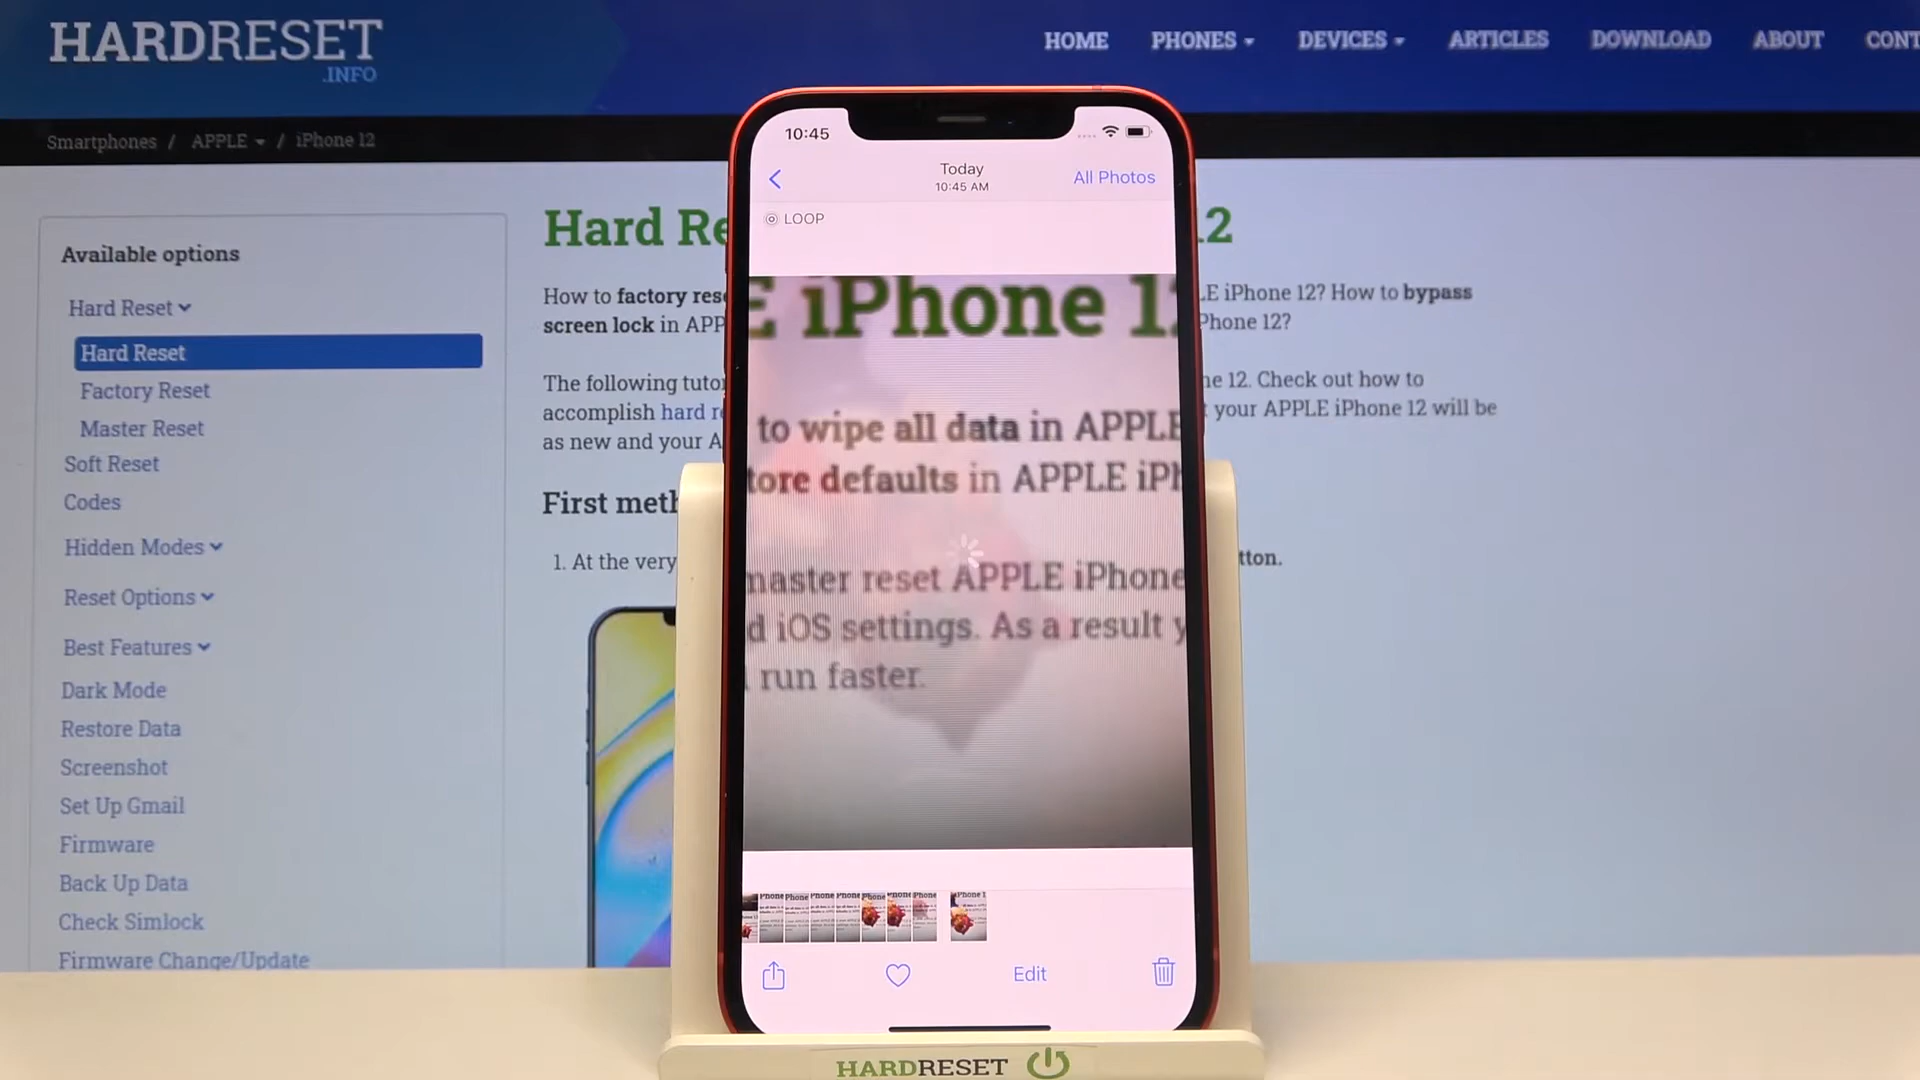 HARDRESET
.INFO
HOME PHONES DEVICES ARTICLES DOWNLOAD ABOUT CONT
Smartphones / APPLE / iPhone 12
Available options
Hard Reset
Hard Reset
Factory Reset
Master Reset
Soft Reset
Codes
Hidden Modes
Reset Options
Best Features
Dark Mode
Restore Data
Screenshot
Set Up Gmail
Firmware
Back Up Data
Check Simlock
Firmware Change/Update
Hard Re 12
How to factory res E iPhone 12? How to bypass
screen lock in APP Phone 12?
The following tutor ne 12. Check out how to
accomplish hard r your APPLE iPhone 12 will be
as new and your A
First meth
1. At the very tton.
10:45
Today
10:45 AM
All Photos
LOOP
E iPhone 12
to wipe all data in APPLE
tore defaults in APPLE iPh
master reset APPLE iPhone
d iOS settings. As a result y
run faster.
Edit
HARDRESET